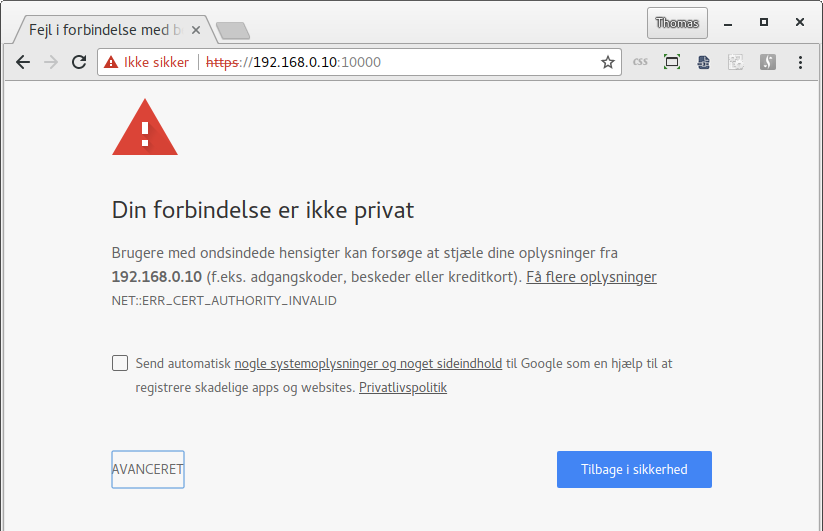 Fejl i forbindelse med b
Thomas
Ikke sikker
https://192.168.0.10:10000
css
Din forbindelse er ikke privat
Brugere med ondsindede hensigter kan forsøge at stjæle dine oplysninger fra
192.168.0.10 (f.eks. adgangskoder, beskeder eller kreditkort). Få flere oplysninger
NET::ERR_CERT_AUTHORITY_INVALID
Send automatisk nogle systemoplysninger og noget sideindhold til Google som en hjælp til at
registrere skadelige apps og websites. Privatlivspolitik
AVANCERET
Tilbage i sikkerhed